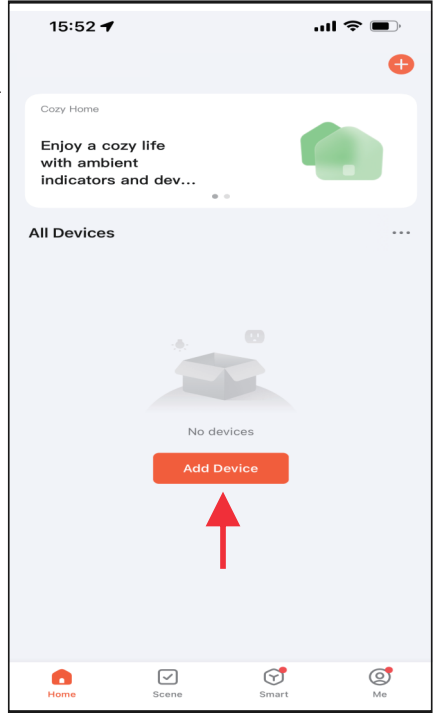 15:52
Cozy Home
Enjoy a cozy life
with ambient
indicators and dev...
All Devices
No devices
Add Device
Home
Scene
Smart
Me